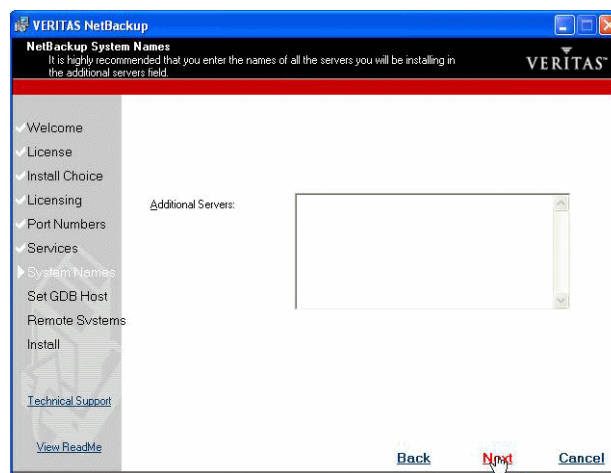 VERITAS NetBackup
NetBackup System Names
It is highly recommended that you enter the names of all the servers you will be installing in
the additional servers field.
VERITAS™
Welcome
License
Install Choice
Licensing
Port Numbers
Services
System Names
Set GDB Host
Remote Systems
Install
Technical Support
View ReadMe
Additional Servers:
Back
Next
Cancel